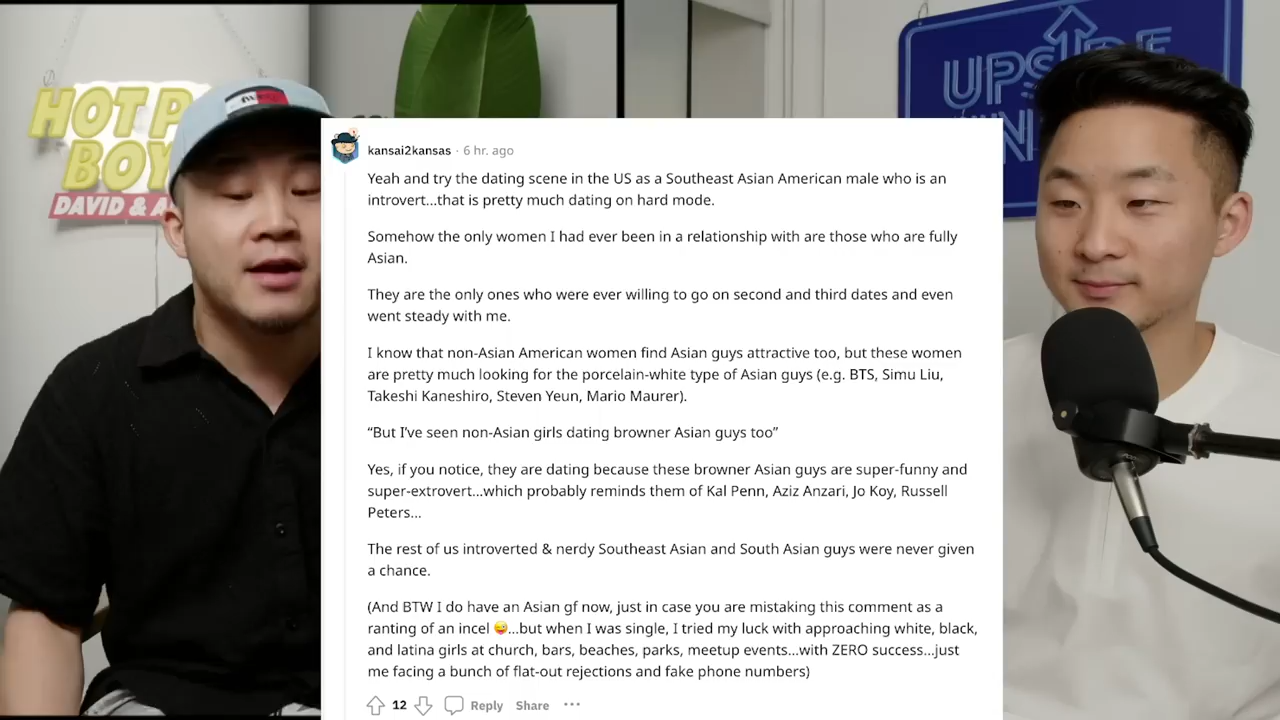 HOT P
BOY
DAVID & A
UPS
kansai2kansas · 6 hr. ago
Yeah and try the dating scene in the US as a Southeast Asian American male who is an
introvert...that is pretty much dating on hard mode.
Somehow the only women I had ever been in a relationship with are those who are fully
Asian.
They are the only ones who were ever willing to go on second and third dates and even
went steady with me.
I know that non-Asian American women find Asian guys attractive too, but these women
are pretty much looking for the porcelain-white type of Asian guys (e.g. BTS, Simu Liu,
Takeshi Kaneshiro, Steven Yeun, Mario Maurer).
“But I’ve seen non-Asian girls dating browner Asian guys too”
Yes, if you notice, they are dating because these browner Asian guys are super-funny and
super-extrovert...which probably reminds them of Kal Penn, Aziz Anzari, Jo Koy, Russell
Peters...
The rest of us introverted & nerdy Southeast Asian and South Asian guys were never given
a chance.
(And BTW I do have an Asian gf now, just in case you are mistaking this comment as a
ranting of an incel 😜...but when I was single, I tried my luck with approaching white, black,
and latina girls at church, bars, beaches, parks, meetup events...with ZERO success...just
me facing a bunch of flat-out rejections and fake phone numbers)
12 Reply Share ···